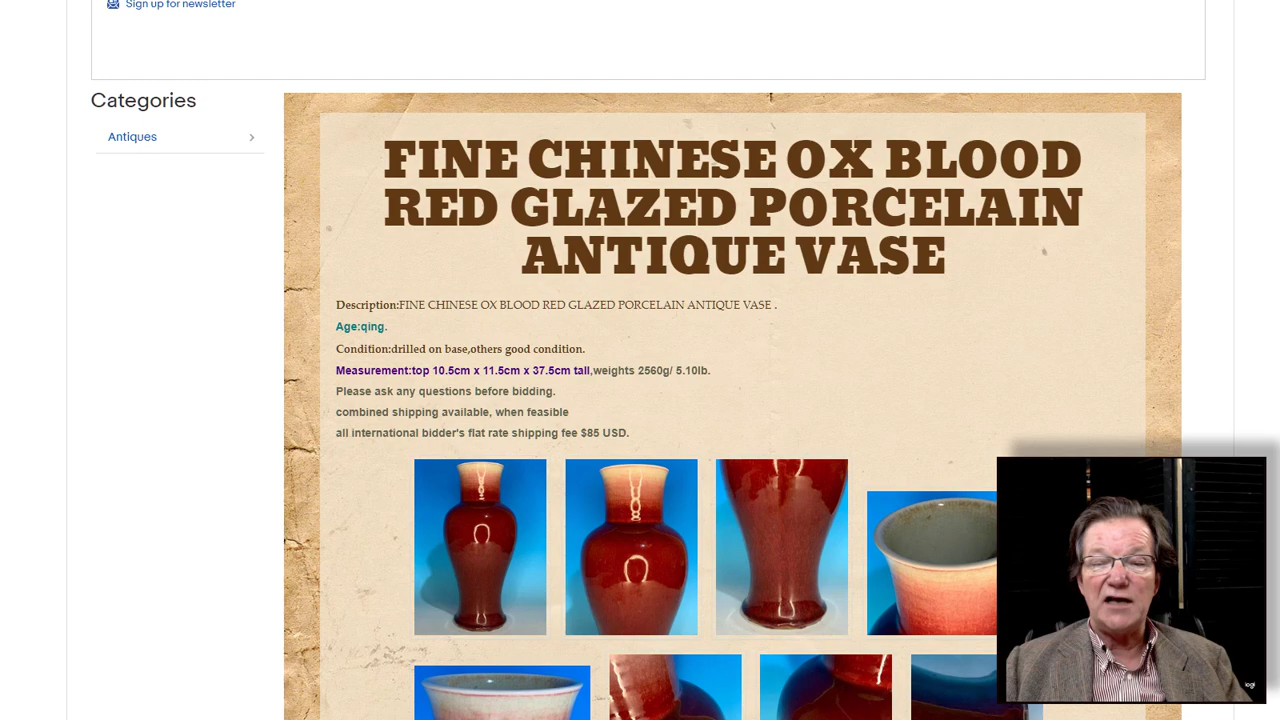 Sign up for newsletter
Categories
Antiques
FINE CHINESE OX BLOOD
RED GLAZED PORCELAIN
ANTIQUE VASE
Description:FINE CHINESE OX BLOOD RED GLAZED PORCELAIN ANTIQUE VASE .
Age:qing.
Condition:drilled on base,others good condition.
Measurement:top 10.5cm x 11.5cm x 37.5cm tall,weights 2560g/ 5.10lb.
Please ask any questions before bidding.
combined shipping available, when feasible
all international bidder's flat rate shipping fee $85 USD.
logi